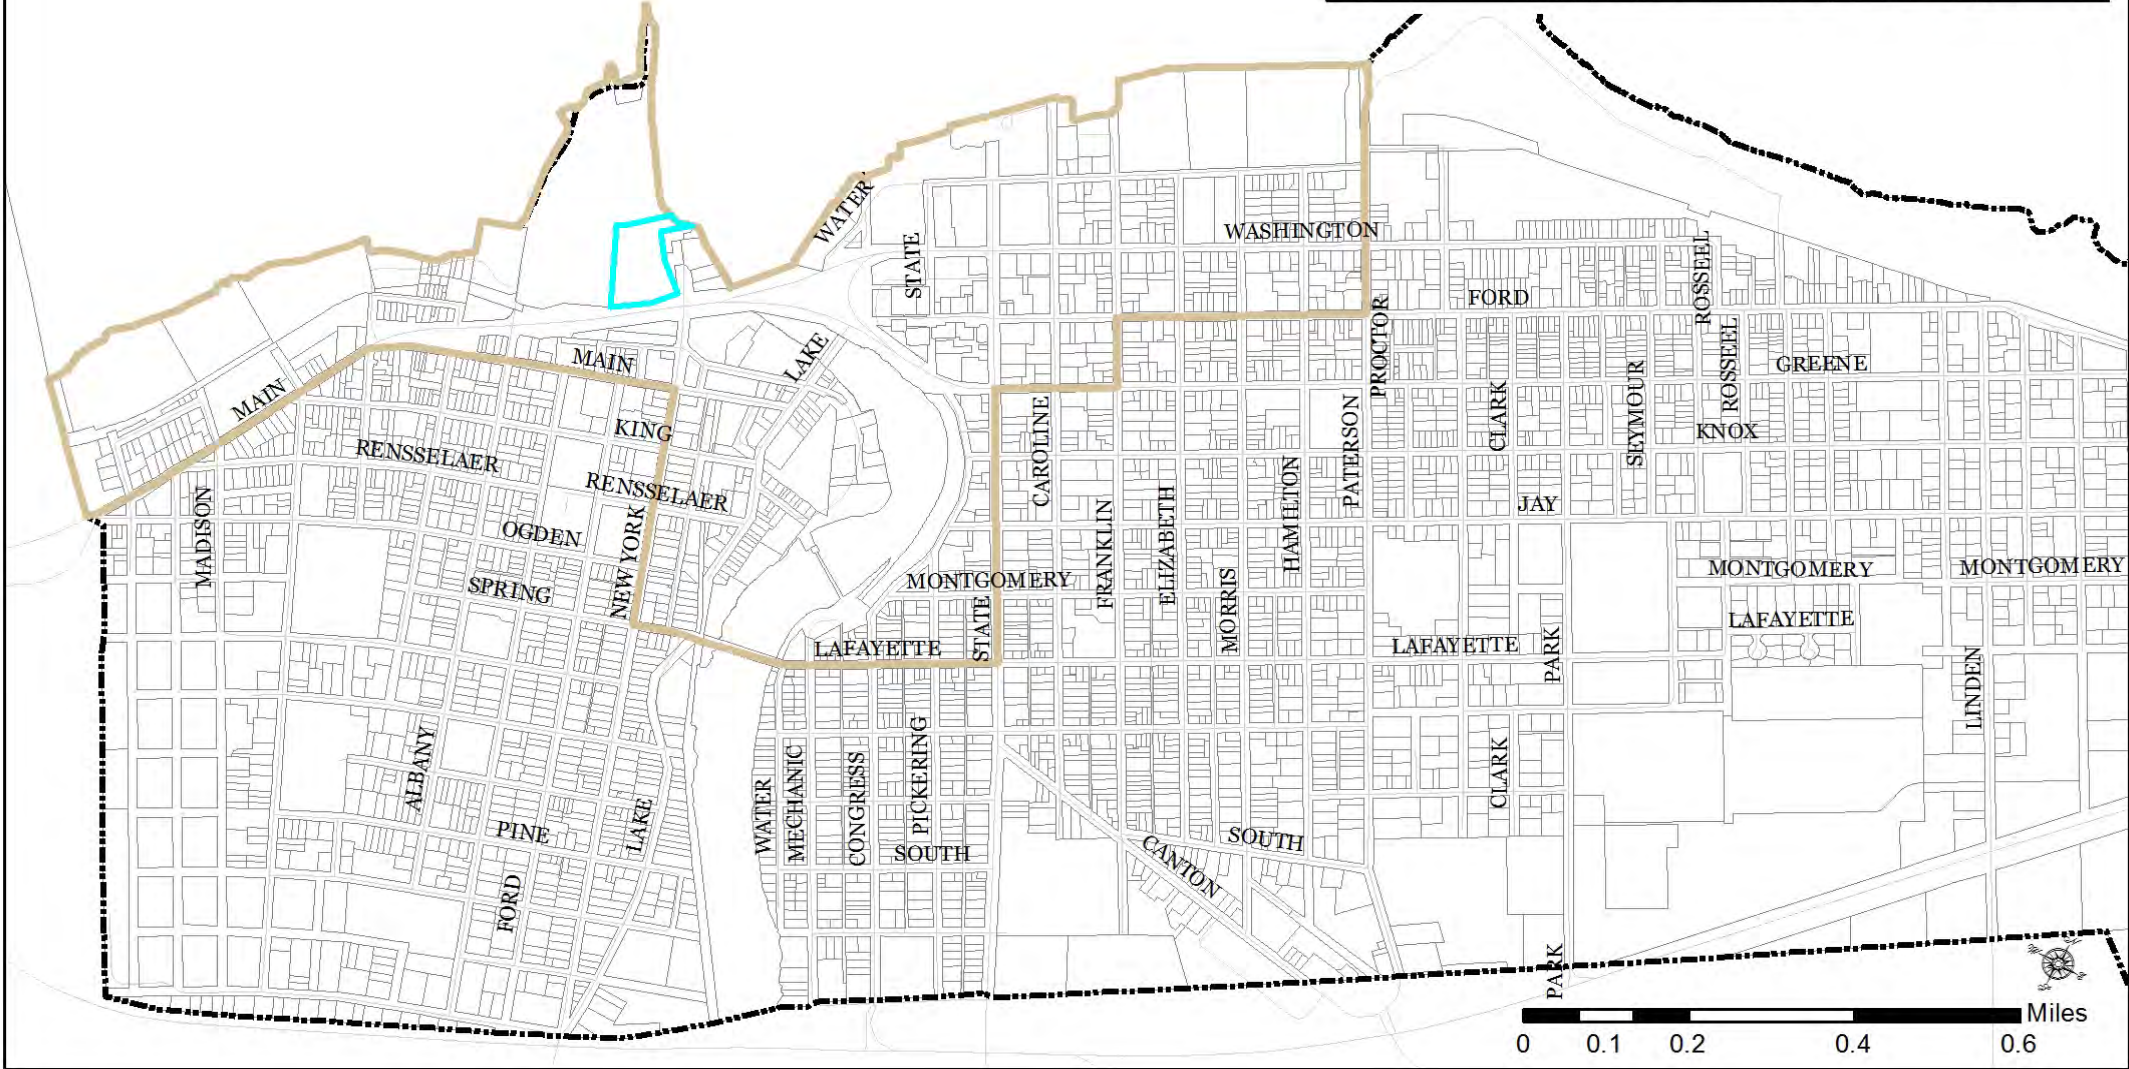 WATER
WASHINGTON
STATE
ROSSEEL
FORD
PROCTOR
MAIN
LAKE
ROSSEEL
GREENE
MAIN
KING
CAROLINE
PATERSON
CLARK
SEYMOUR
KNOX
RENSSELAER
RENSSELAER
MADISON
OGDEN
NEW YORK
FRANKLIN
ELIZABETH
HAMILTON
JAY
SPRING
MONTGOMERY
MORRIS
MONTGOMERY
MONTGOMERY
STATE
LAFAYETTE
LAFAYETTE
PARK
LAFAYETTE
LINDEN
ALBANY
WATER
MECHANIC
CONGRESS
PICKERING
CLARK
PINE
LAKE
SOUTH
SOUTH
CANTON
FORD
PARK
Miles
0 0.1 0.2 0.4 0.6